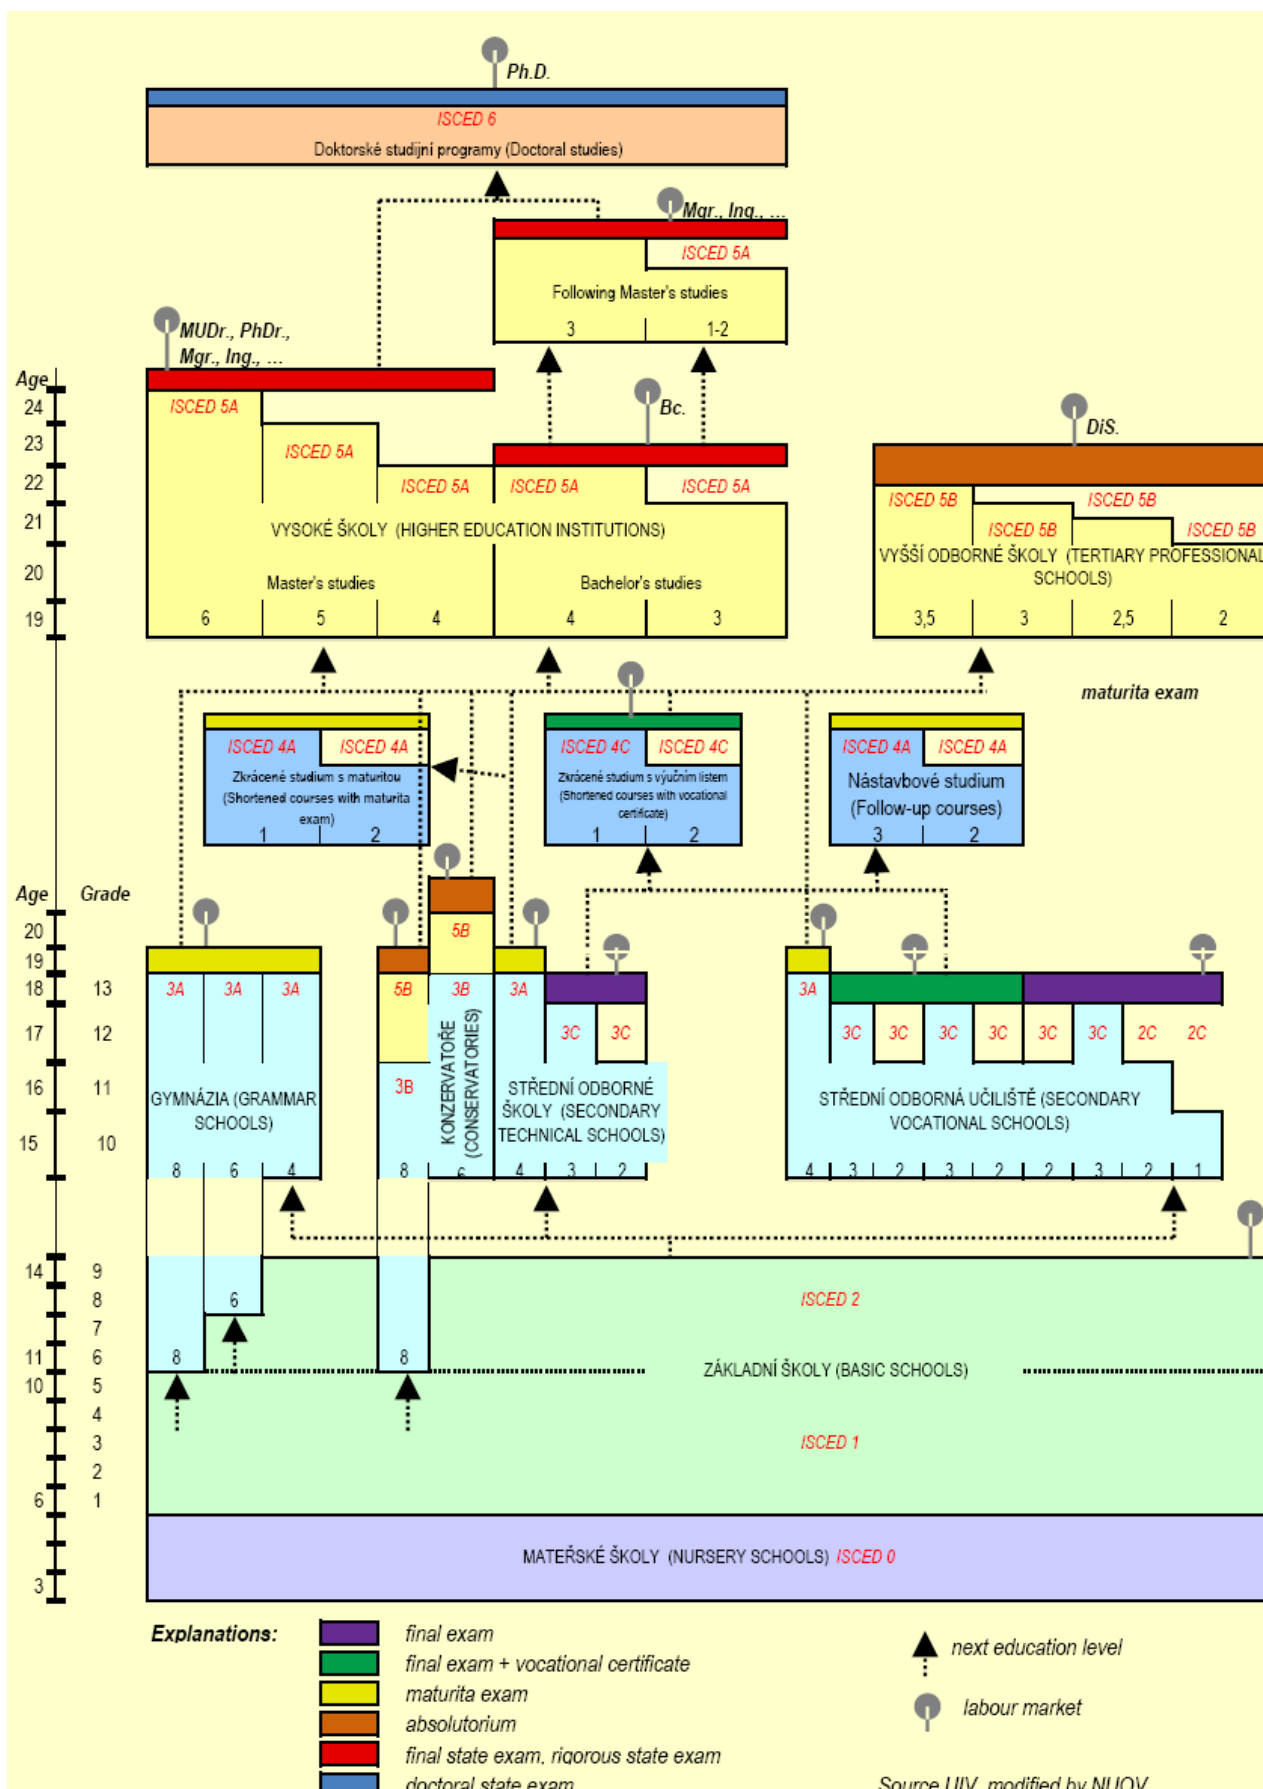 Ph.D.
ISCED 6
Doktorské studijní programy (Doctoral studies)
Mgr., Ing., ...
ISCED 5A
Following Master's studies
3 1-2
MUDr., PhDr.,
Mgr., Ing., ...
Age
24
ISCED 5A
Bc.
DiS.
23
ISCED 5A
22
ISCED 5A ISCED 5A ISCED 5A
ISCED 5B ISCED 5B
21
VYSOKÉ ŠKOLY (HIGHER EDUCATION INSTITUTIONS)
ISCED 5B ISCED 5B
VYŠŠÍ ODBORNÉ ŠKOLY (TERTIARY PROFESSIONAL
SCHOOLS)
20
Master's studies Bachelor's studies
19
6 5 4 4 3
3,5 3 2,5 2
maturita exam
ISCED 4A ISCED 4A
Zkrácené studium s maturitou
(Shortened courses with maturita
exam)
1 2
ISCED 4C ISCED 4C
Zkrácené studium s výučním listem
(Shortened courses with vocational
certificate)
1 2
ISCED 4A ISCED 4A
Nástavbové studium
(Follow-up courses)
3 2
Age Grade
20
5B
19
18 13
3A 3A 3A 5B 3B 3A 3A
17 12
3C 3C 3C 3C 3C 3C 3C 3C 2C 2C
16 11
3B
GYMNÁZIA (GRAMMAR
SCHOOLS)
KONZERVATOŘE
(CONSERVATORIES)
STŘEDNÍ ODBORNÉ
ŠKOLY (SECONDARY
TECHNICAL SCHOOLS)
STŘEDNÍ ODBORNÁ UČILIŠTĚ (SECONDARY
VOCATIONAL SCHOOLS)
15 10
8 6 4 8 6 4 3 2 4 3 2 3 2 2 3 2 1
14 9
8
6
ISCED 2
7
11 6
8 8
ZÁKLADNÍ ŠKOLY (BASIC SCHOOLS)
10 5
4
3
ISCED 1
2
6 1
MATEŘSKÉ ŠKOLY (NURSERY SCHOOLS) ISCED 0
3
Explanations:
final exam
final exam + vocational certificate
maturita exam
absolutorium
final state exam, rigorous state exam
doctoral state exam
next education level
labour market
Source UIV, modified by NUOV